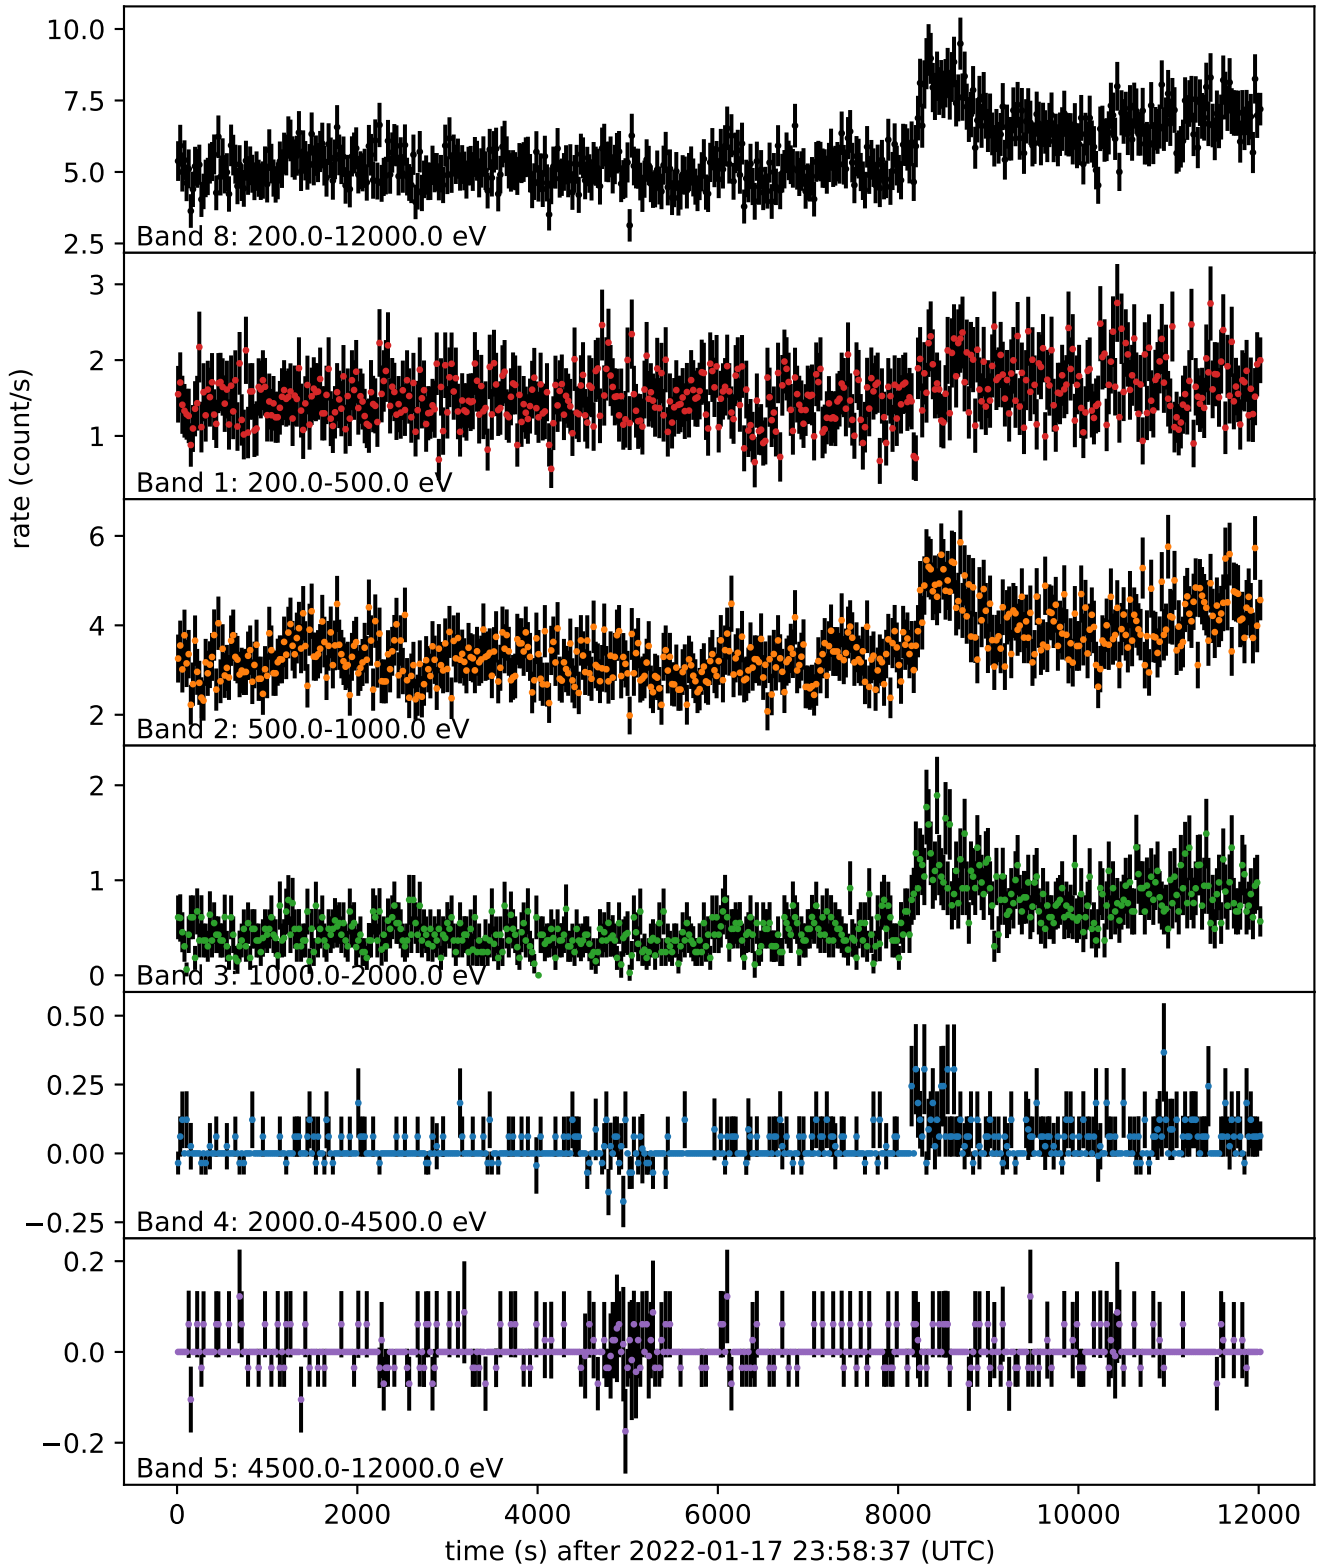 rate (count/s)
10.0
7.5
5.0
2.5
Band 8: 200.0-12000.0 eV
3
2
1
Band 1: 200.0-500.0 eV
6
4
2
Band 2: 500.0-1000.0 eV
2
1
0
Band 3: 1000.0-2000.0 eV
0.50
0.25
0.00
−0.25
Band 4: 2000.0-4500.0 eV
0.2
0.0
−0.2
Band 5: 4500.0-12000.0 eV
0 2000 4000 6000 8000 10000 12000
time (s) after 2022-01-17 23:58:37 (UTC)